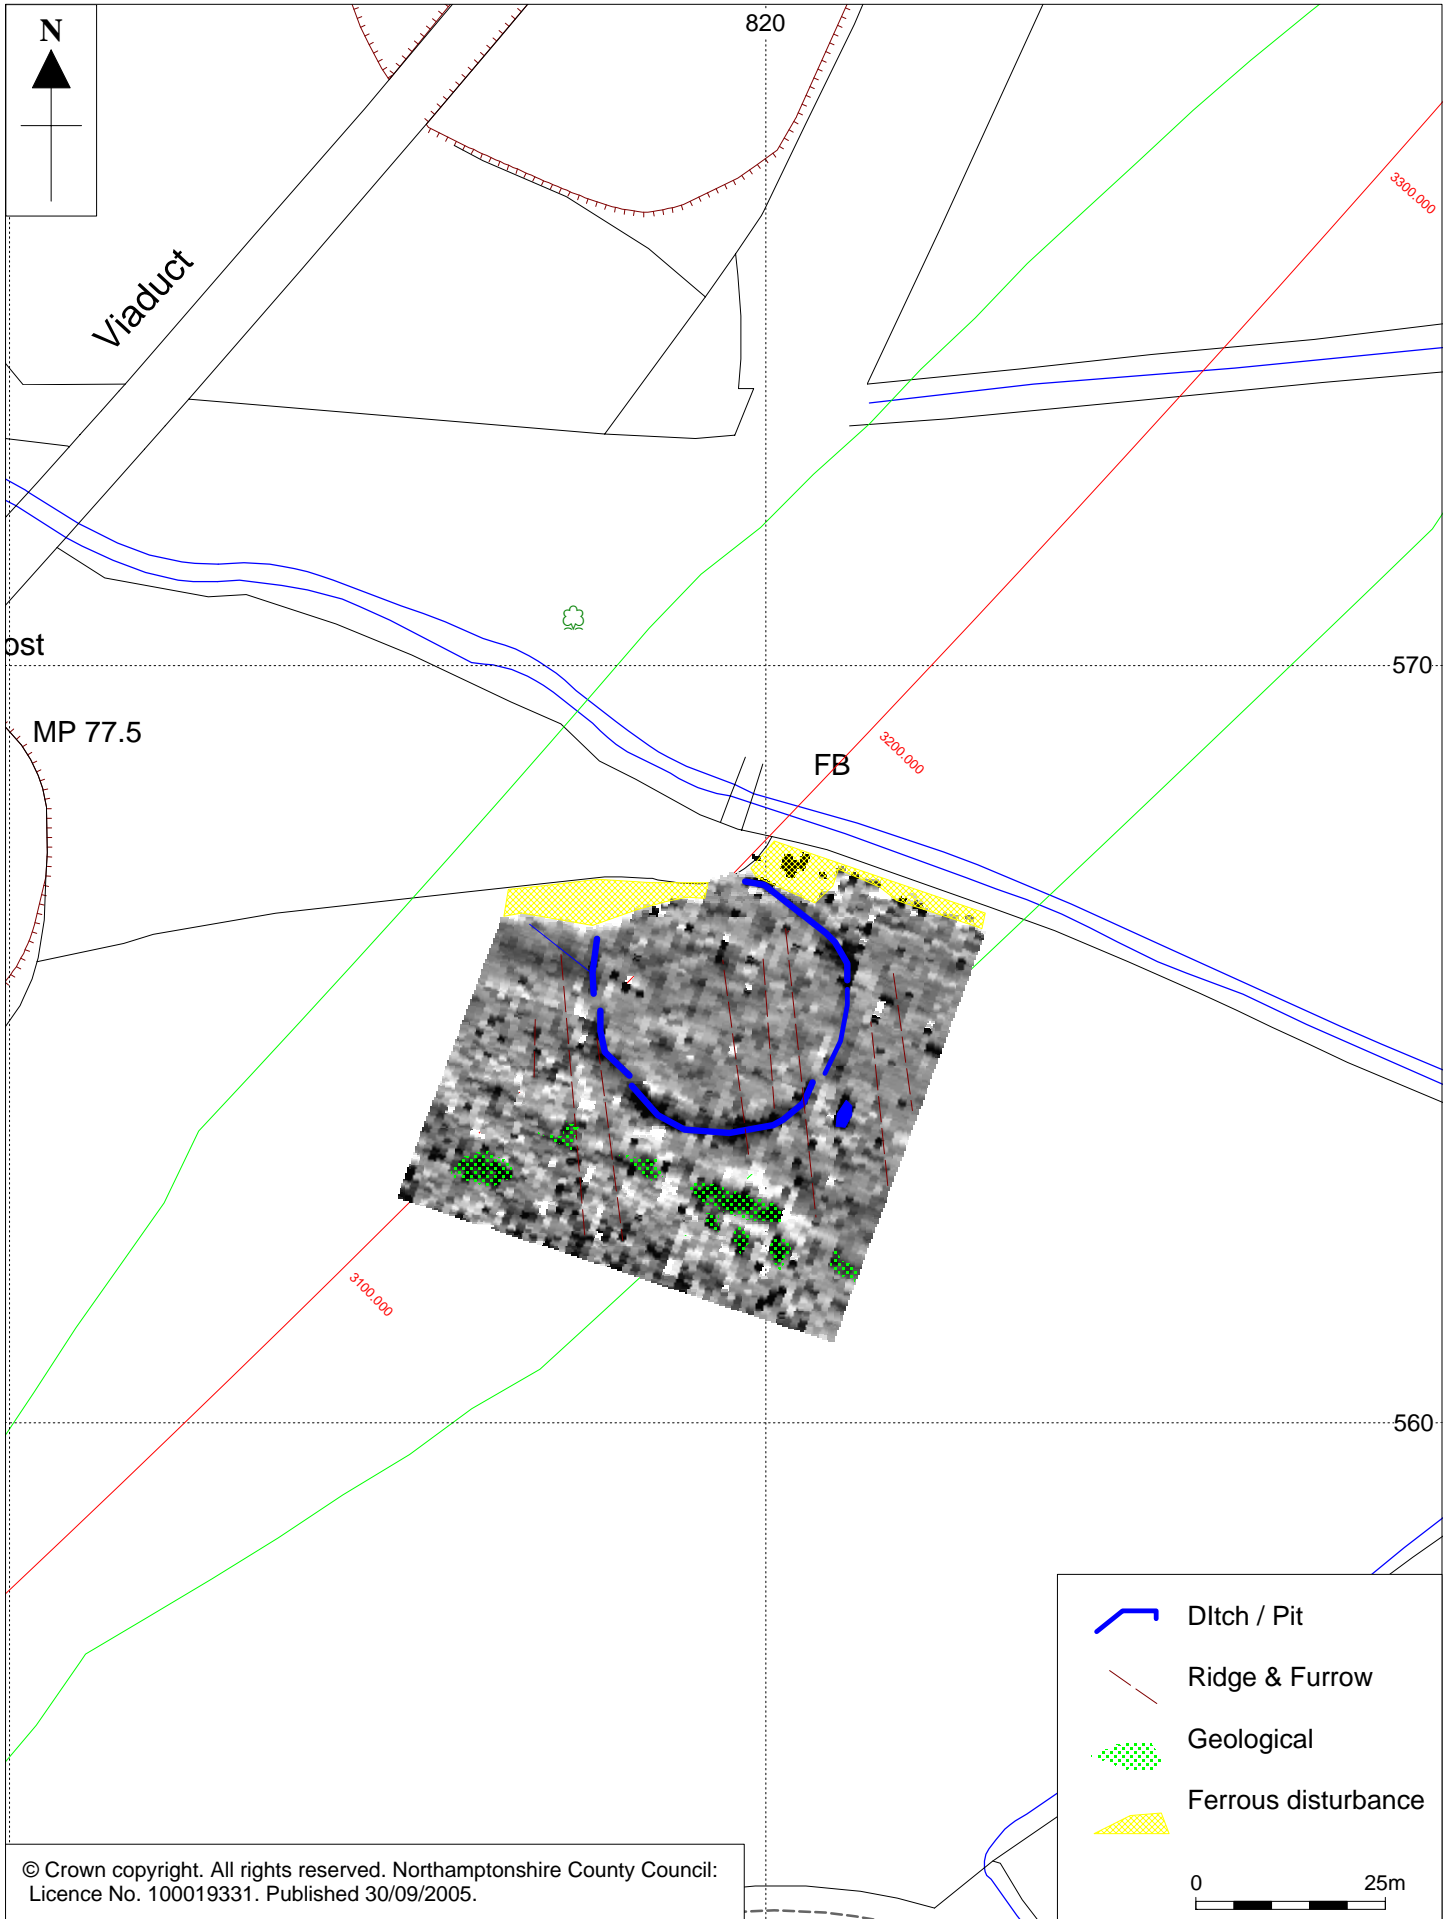 N
820
3300.000
Viaduct
ost
570
MP 77.5
3200.000
FB
3100.000
560
DItch / Pit
Ridge & Furrow
Geological
Ferrous disturbance
0 25m
© Crown copyright. All rights reserved. Northamptonshire County Council:
Licence No. 100019331. Published 30/09/2005.